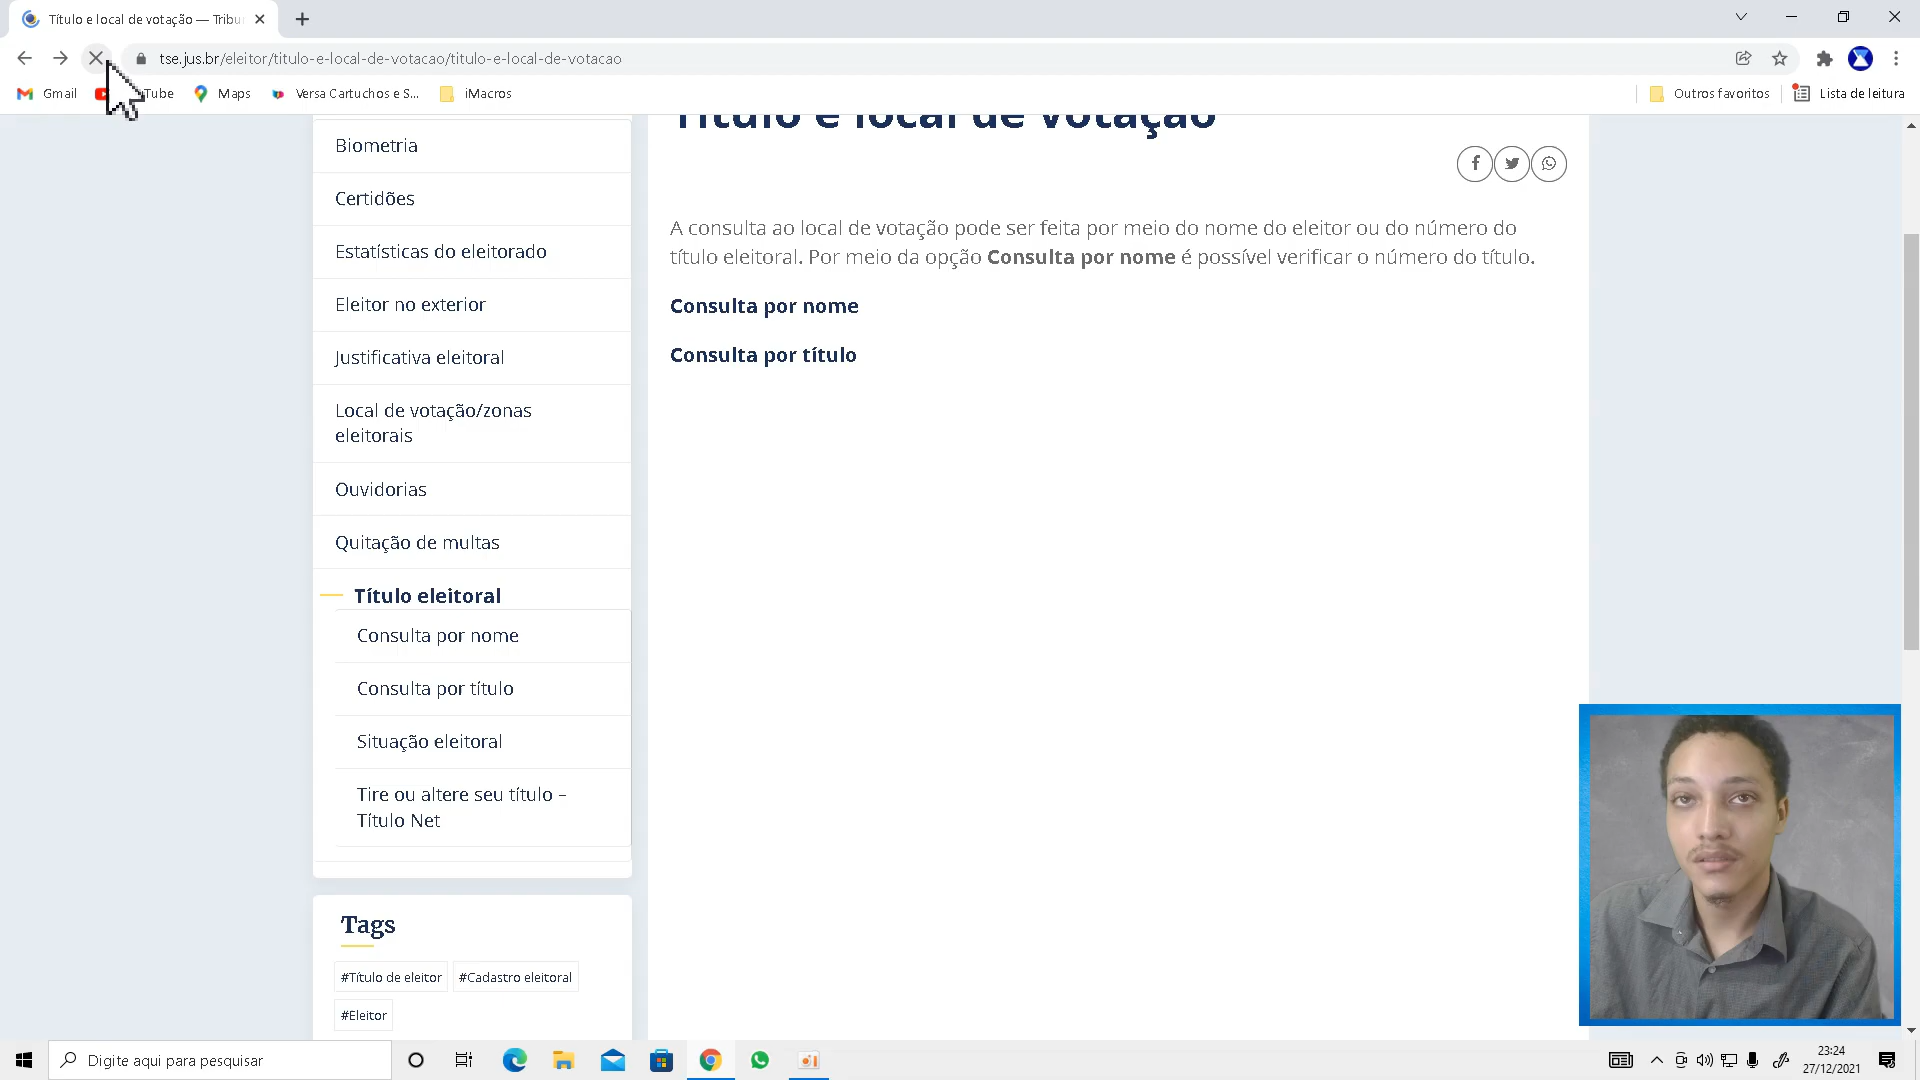 Título e local de votação — Tribu
tse.jus.br/eleitor/titulo-e-local-de-votacao/titulo-e-local-de-votacao
Gmail
Tube
Maps
Versa Cartuchos e S...
iMacros
Outros favoritos
Lista de leitura
Título e local de votação
Biometria
Certidões
Estatísticas do eleitorado
Eleitor no exterior
Justificativa eleitoral
Local de votação/zonas
eleitorais
Ouvidorias
Quitação de multas
Título eleitoral
Consulta por nome
Consulta por título
Situação eleitoral
Tire ou altere seu título –
Título Net
Tags
#Título de eleitor #Cadastro eleitoral
#Eleitor
A consulta ao local de votação pode ser feita por meio do nome do eleitor ou do número do
título eleitoral. Por meio da opção Consulta por nome é possível verificar o número do título.
Consulta por nome
Consulta por título
Digite aqui para pesquisar
23:24
27/12/2021